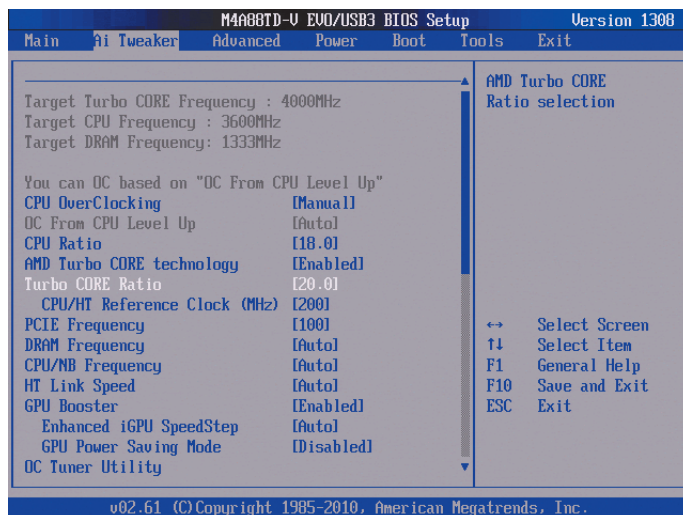 M4A88TD-V EVO/USB3 BIOS Setup Version 1308
Main Ai Tweaker Advanced Power Boot Tools Exit
Target Turbo CORE Frequency : 4000MHz
Target CPU Frequency : 3600MHz
Target DRAM Frequency: 1333MHz
You can OC based on "OC From CPU Level Up"
CPU OverClocking [Manual]
OC From CPU Level Up [Auto]
CPU Ratio [18.0]
AMD Turbo CORE technology [Enabled]
Turbo CORE Ratio [20.0]
CPU/HT Reference Clock (MHz) [200]
PCIE Frequency [100]
DRAM Frequency [Auto]
CPU/NB Frequency [Auto]
HT Link Speed [Auto]
GPU Booster [Enabled]
Enhanced iGPU SpeedStep [Auto]
GPU Power Saving Mode [Disabled]
OC Tuner Utility
AMD Turbo CORE
Ratio selection
↔ Select Screen
↑↓ Select Item
F1 General Help
F10 Save and Exit
ESC Exit
v02.61 (C)Copyright 1985-2010, American Megatrends, Inc.